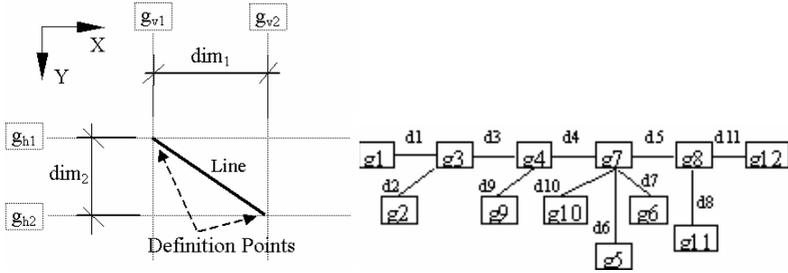 gv1 gv2
X
Y
dim1
gh1
Line
dim2
gh2
Definition Points
d1 d3 d4 d5 d11
g1 g3 g4 g7 g8 g12
d2 d9 d10 d7
g2 g9 g10 g6
d6 d8
g5 g11